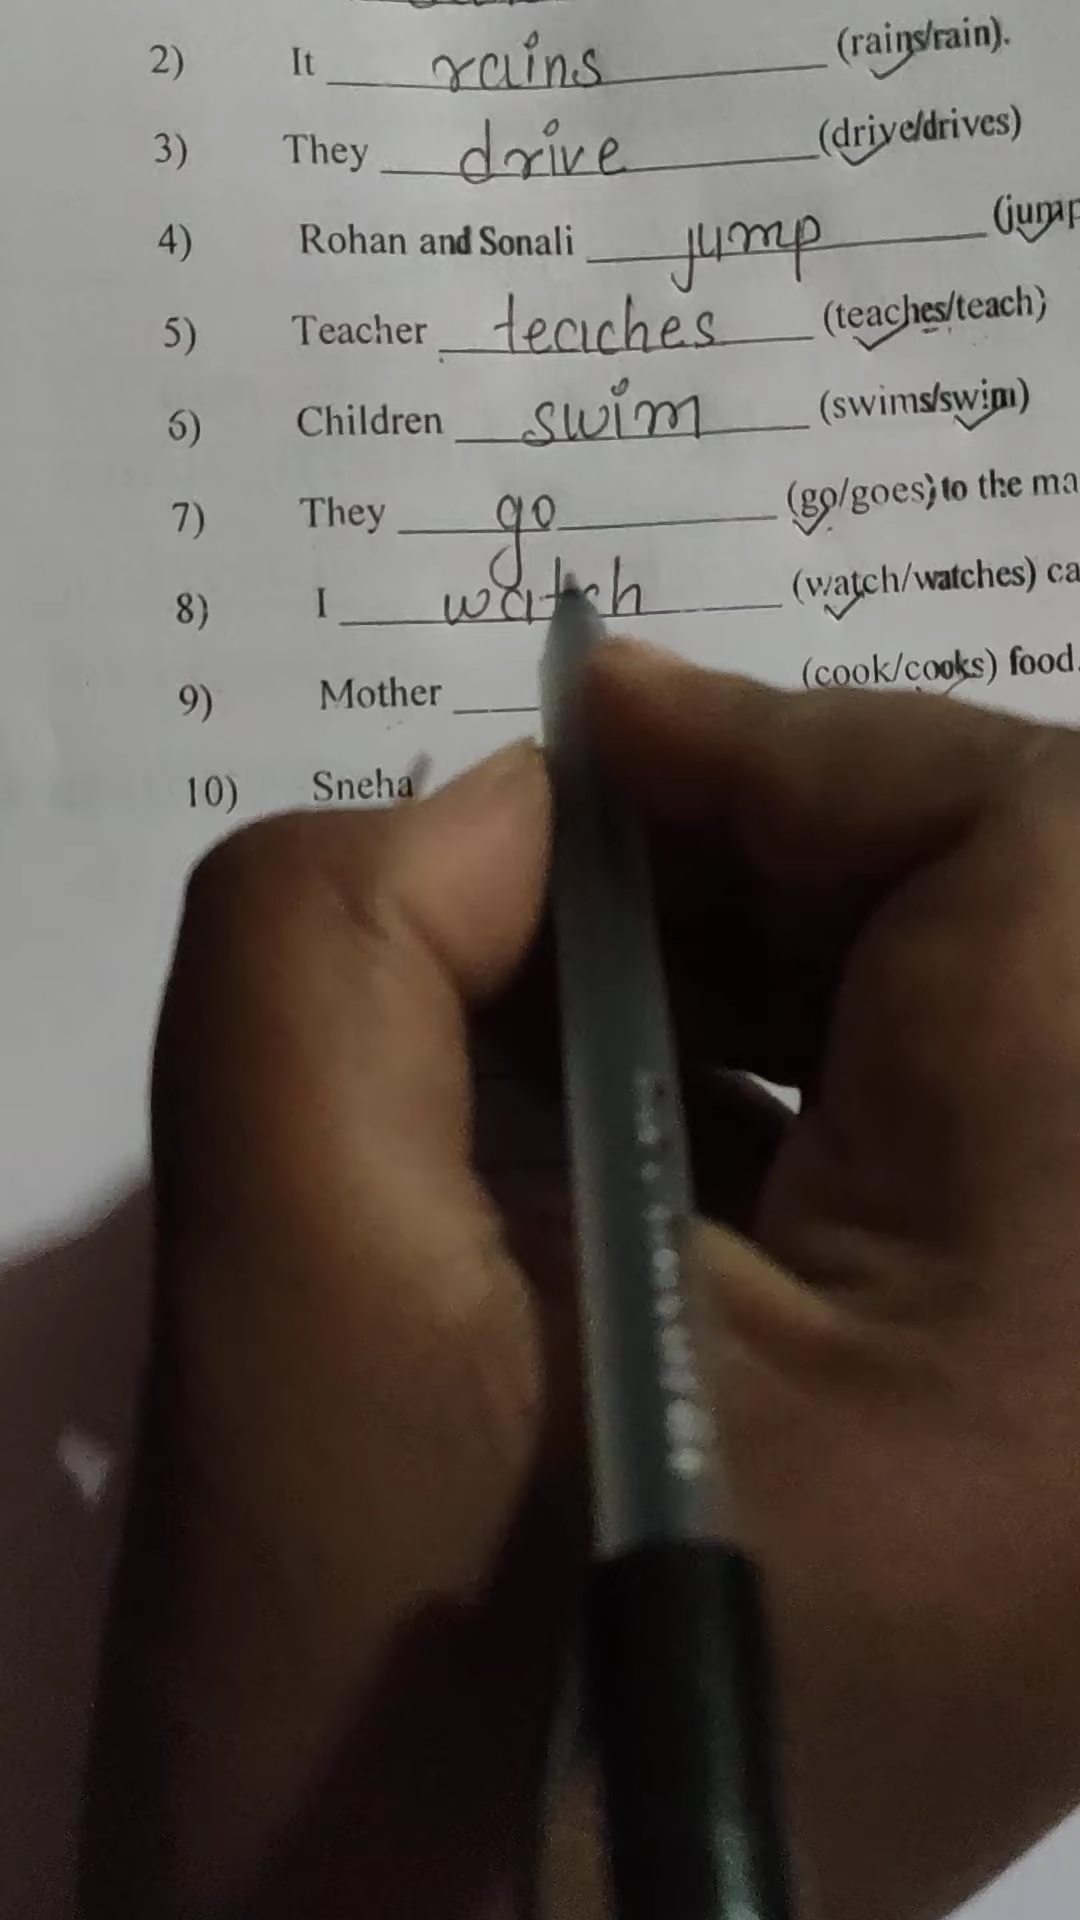 2) It rains (rains/rain).
3) They drive (drive/drives)
4) Rohan and Sonali jump (jump
5) Teacher teaches (teaches/teach)
6) Children swim (swims/swim)
7) They go (go/goes) to the ma
8) I watch (watch/watches) ca
9) Mother (cook/cooks) food.
10) Sneha